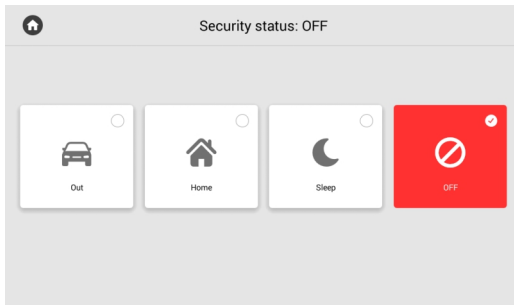 Security status: OFF
Out
Home
Sleep
OFF